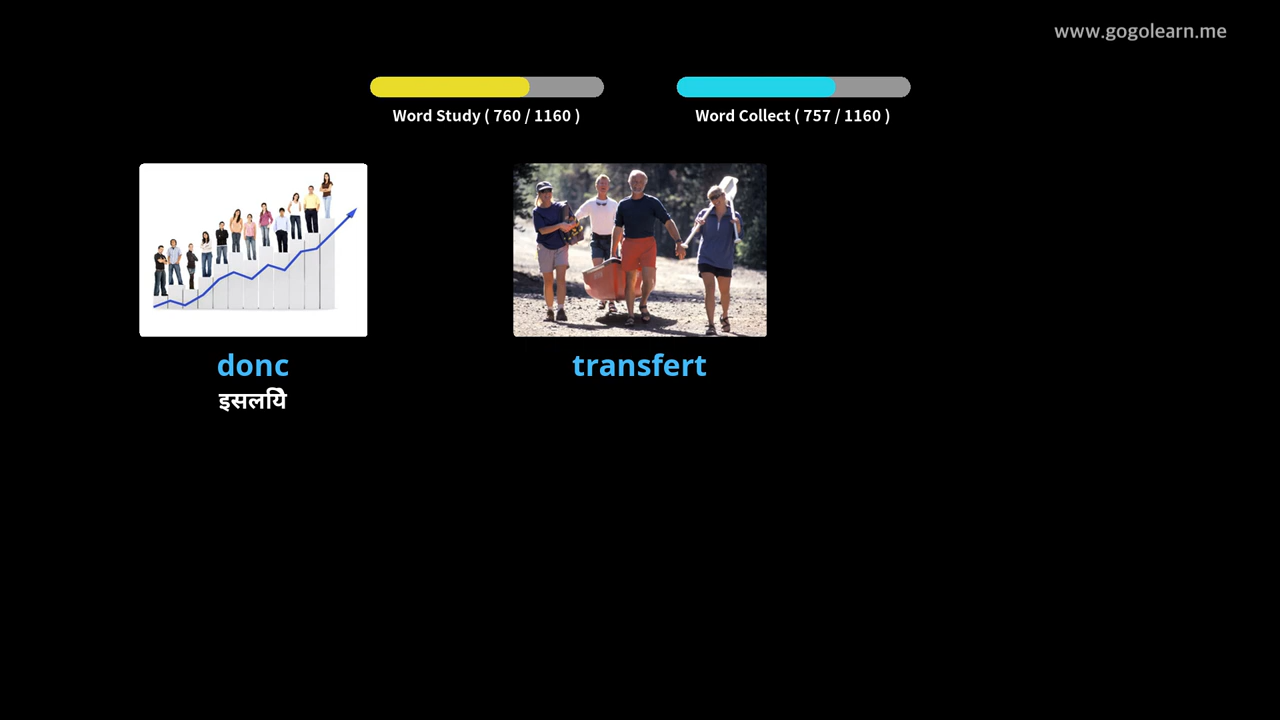 www.gogolearn.me
Word Study ( 760 / 1160 )
Word Collect ( 757 / 1160 )
donc
transfert
इसलिये